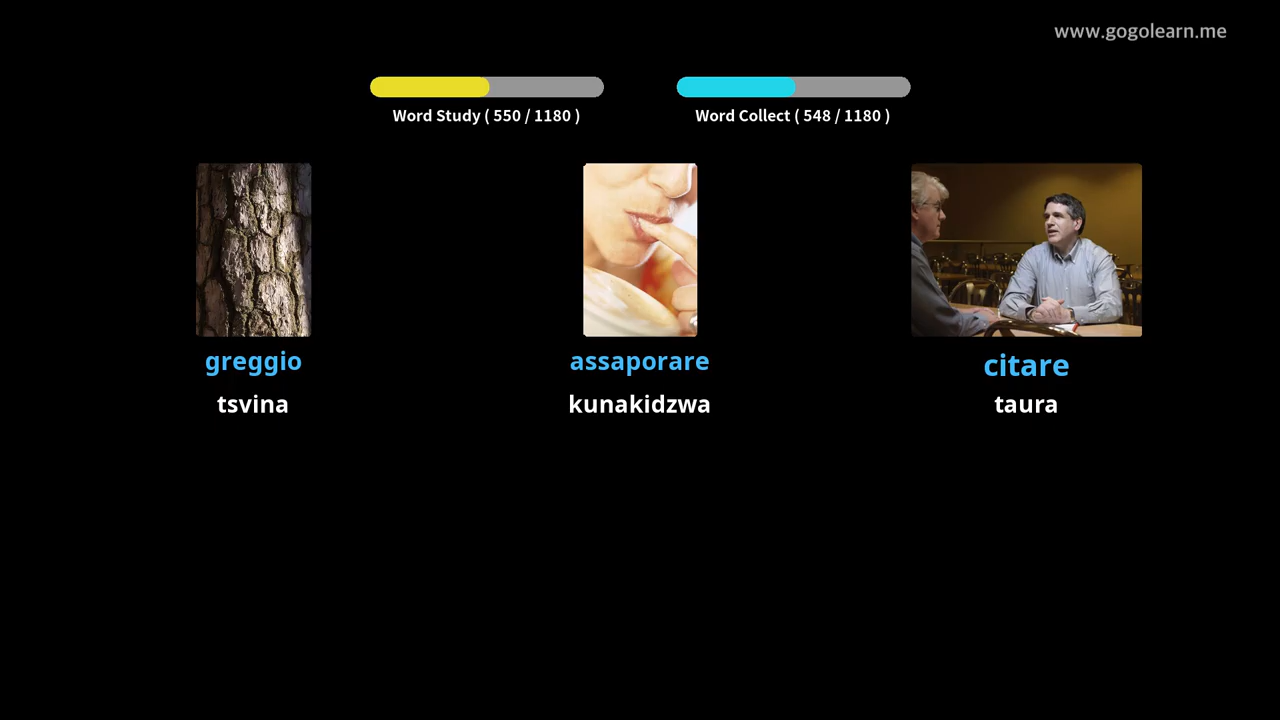 www.gogolearn.me
Word Study ( 550 / 1180 )
Word Collect ( 548 / 1180 )
greggio
assaporare
citare
tsvina
kunakidzwa
taura